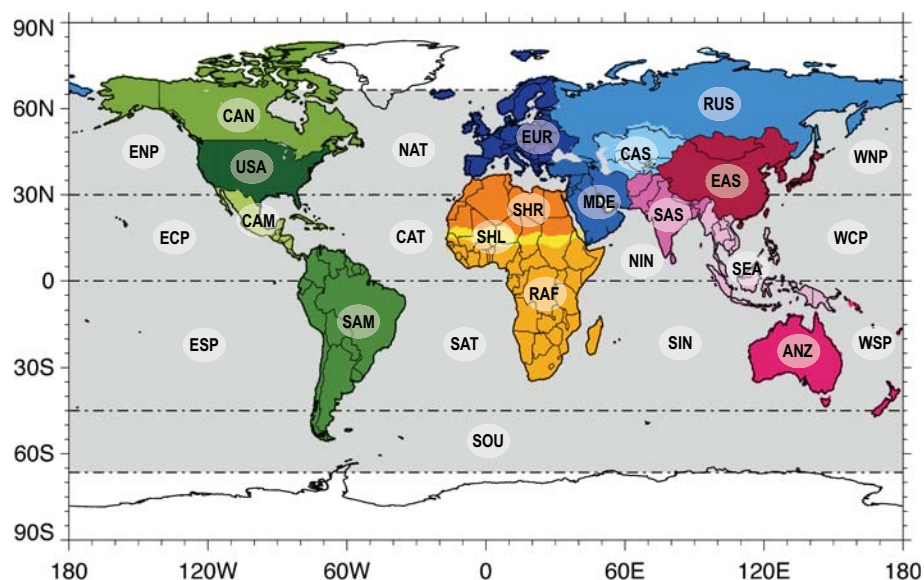 90N
60N
30N
0
30S
60S
90S
CAN
RUS
ENP
USA
NAT
EUR
CAS
EAS
WNP
CAM
SHR
MDE
SAS
ECP
CAT
SHL
NIN
SEA
WCP
RAF
SAM
ESP
SAT
SIN
ANZ
WSP
SOU
180 120W 60W 0 60E 120E 180